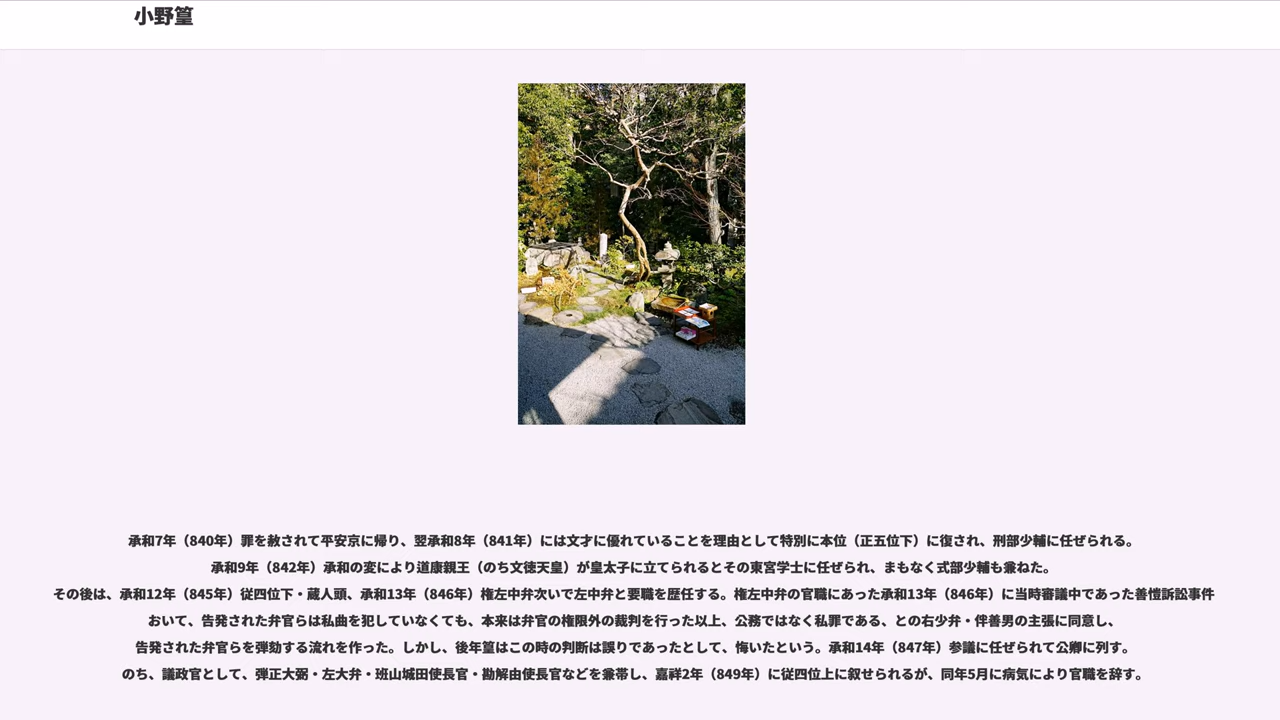 小野篁
承和7年（840年）罪を赦されて平安京に帰り、翌承和8年（841年）には文才に優れていることを理由として特別に本位（正五位下）に復され、刑部少輔に任ぜられる。
承和9年（842年）承和の変により道康親王（のち文徳天皇）が皇太子に立てられるとその東宮学士に任ぜられ、まもなく式部少輔も兼ねた。
その後は、承和12年（845年）従四位下・蔵人頭、承和13年（846年）権左中弁次いで左中弁と要職を歴任する。権左中弁の官職にあった承和13年（846年）に当時審議中であった善愷訴訟事件
おいて、告発された弁官らは私曲を犯していなくても、本来は弁官の権限外の裁判を行った以上、公務ではなく私罪である、との右少弁・伴善男の主張に同意し、
告発された弁官らを弾劾する流れを作った。しかし、後年篁はこの時の判断は誤りであったとして、悔いたという。承和14年（847年）参議に任ぜられて公卿に列す。
のち、議政官として、弾正大弼・左大弁・班山城田使長官・勘解由使長官などを兼帯し、嘉祥2年（849年）に従四位上に叙せられるが、同年5月に病気により官職を辞す。